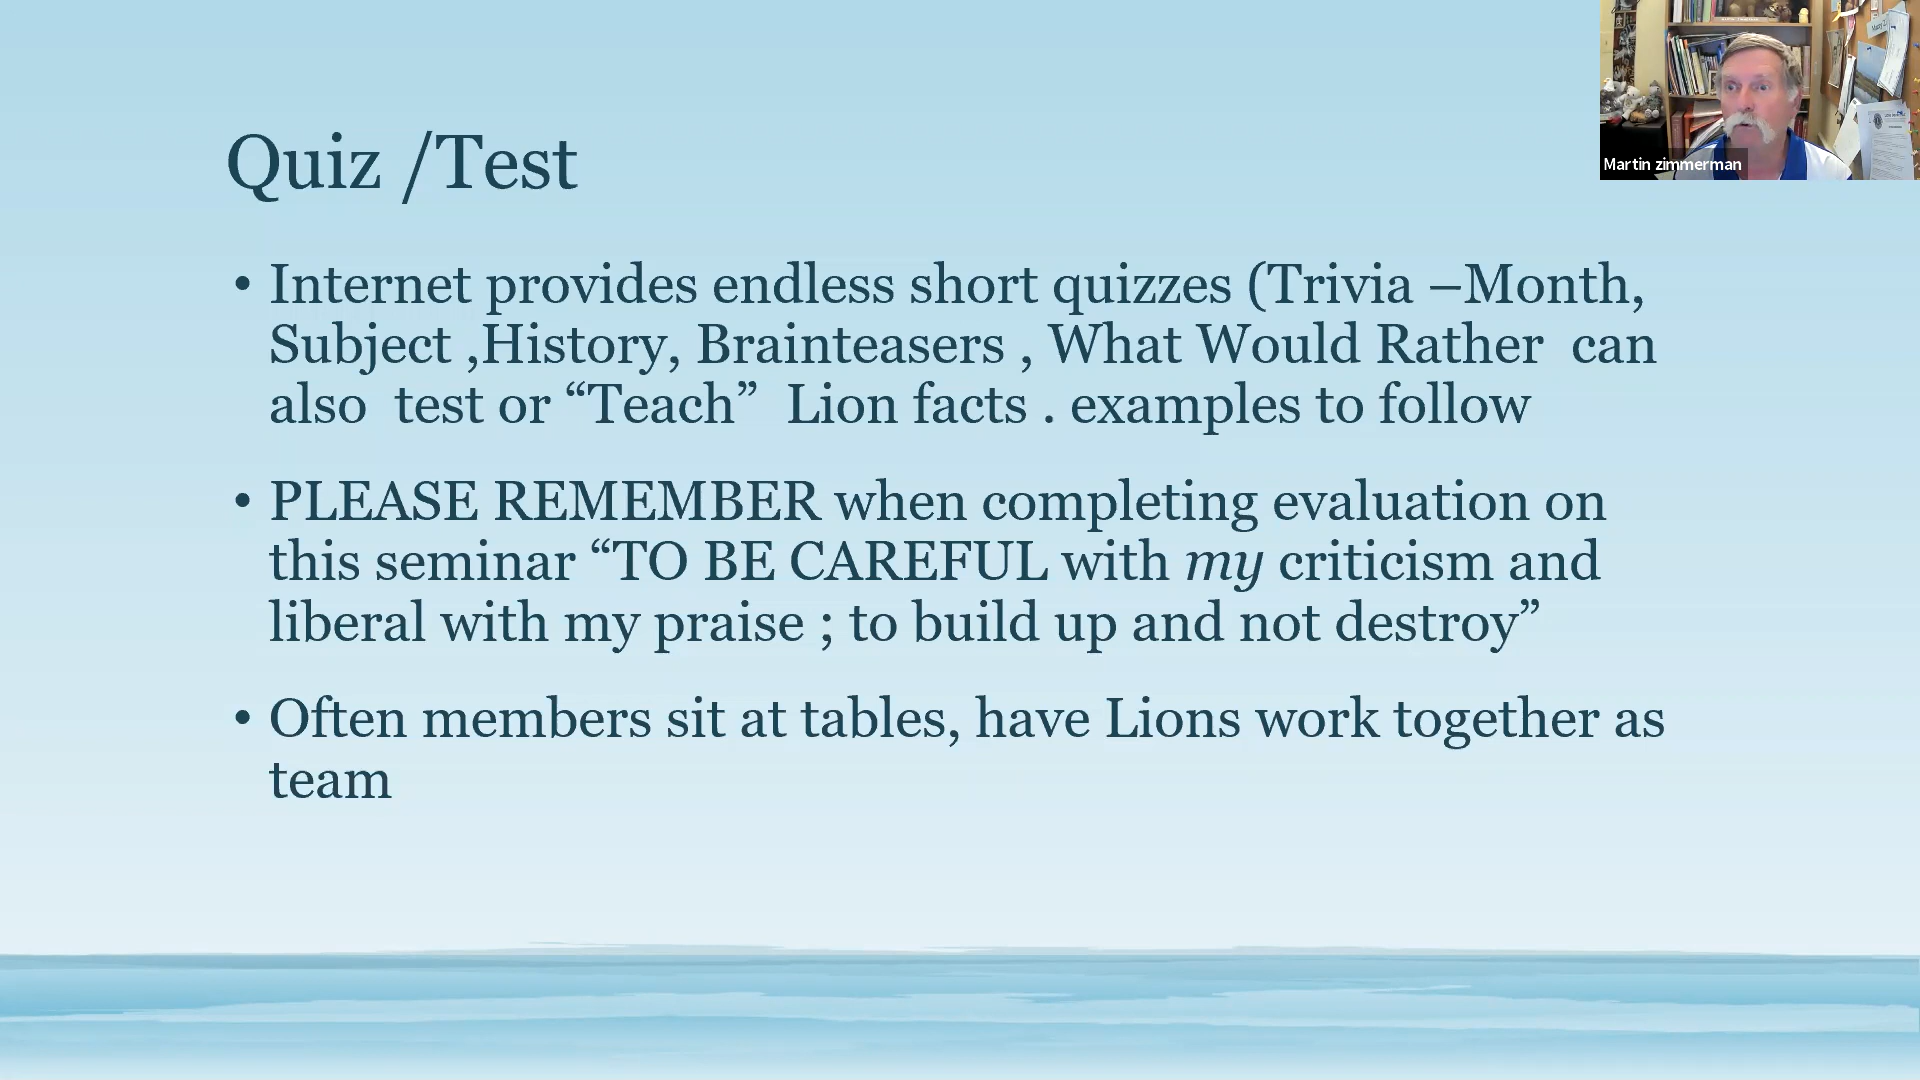 Quiz /Test
• Internet provides endless short quizzes (Trivia –Month,
Subject ,History, Brainteasers , What Would Rather  can
also  test or “Teach”  Lion facts . examples to follow
• PLEASE REMEMBER when completing evaluation on
this seminar “TO BE CAREFUL with my criticism and
liberal with my praise ; to build up and not destroy”
• Often members sit at tables, have Lions work together as
team
Martin zimmerman